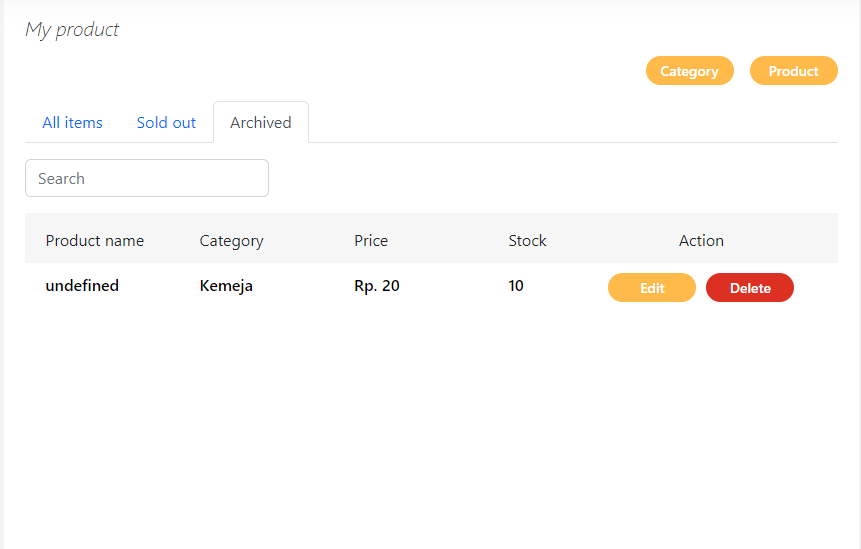 My product
Category Product
All items Sold out Archived
Search
Product name Category Price Stock Action
undefined Kemeja Rp. 20 10 Edit Delete